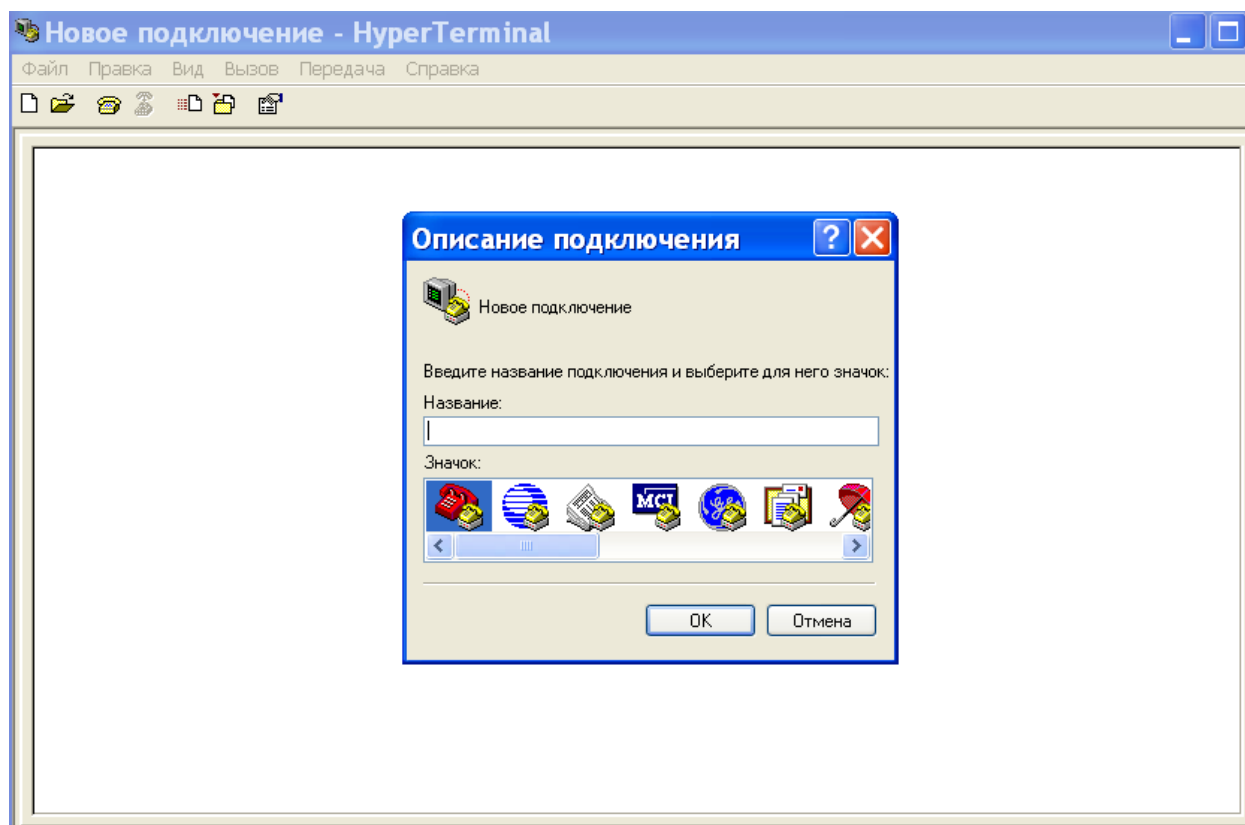 Новое подключение - HyperTerminal
Файл Правка Вид Вызов Передача Справка
Описание подключения
Новое подключение
Введите название подключения и выберите для него значок:
Название:
Значок:
MCI
OK Отмена